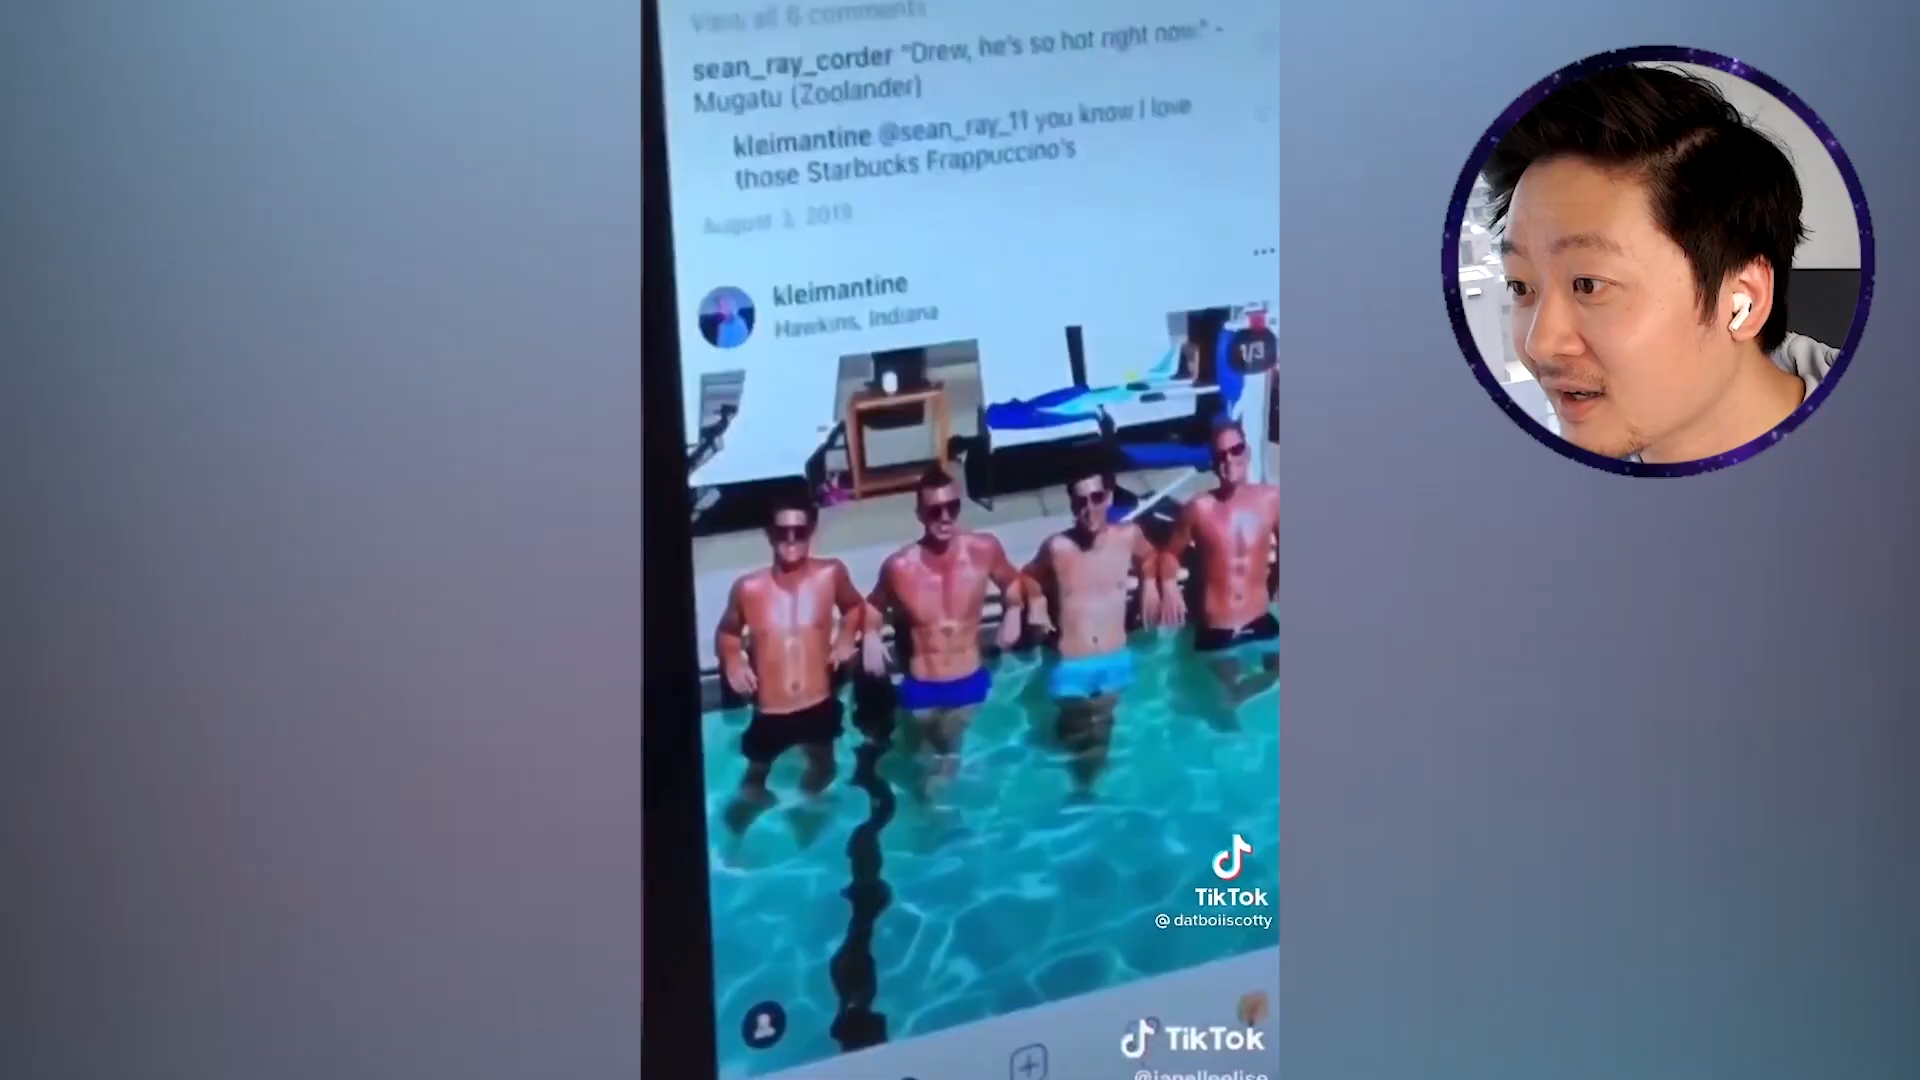 View all 6 comments
sean_ray_corder "Drew, he's so hot right now" -
Mugatu (Zoolander)
kleimantine @sean_ray_11 you know I love
those Starbucks Frappuccino's
August 3, 2019
kleimantine
Hawkins, Indiana
1/3
TikTok
@datboiiscotty
TikTok